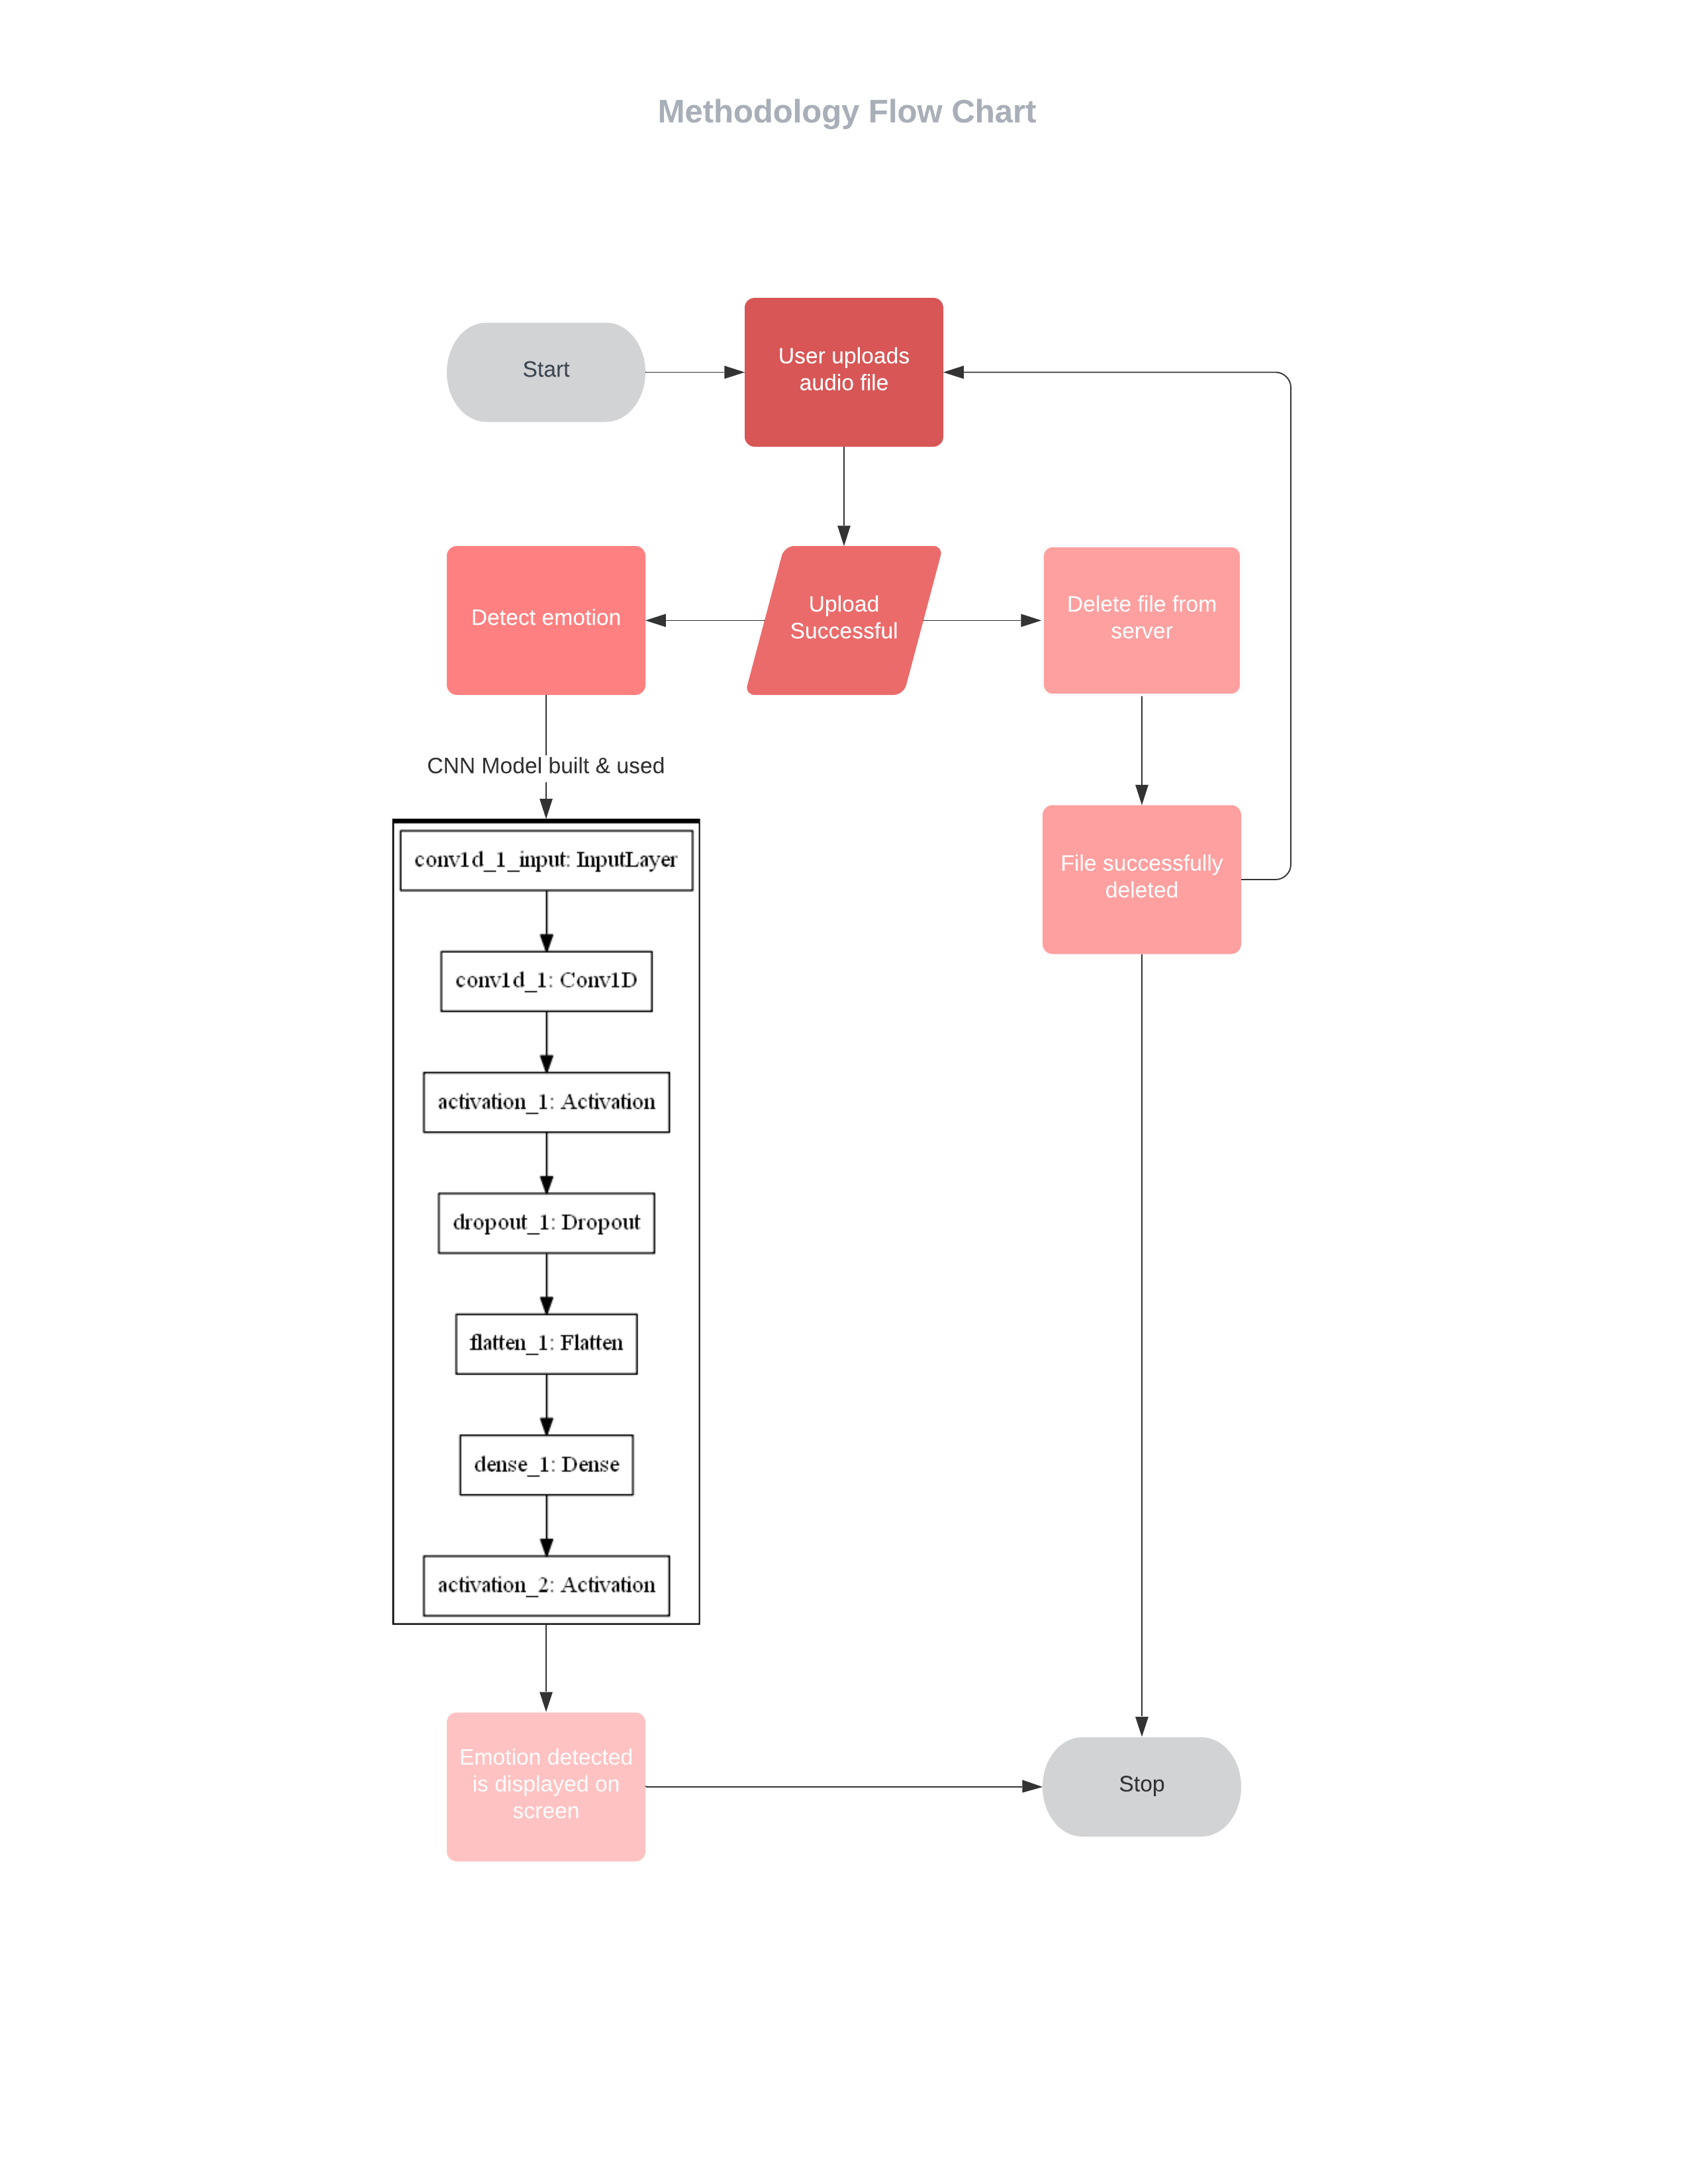 Methodology Flow Chart
Start
User uploads
audio file
Detect emotion
Upload
Successful
Delete file from
server
CNN Model built & used
File successfully
deleted
conv1d_1_input: InputLayer
conv1d_1: Conv1D
activation_1: Activation
dropout_1: Dropout
flatten_1: Flatten
dense_1: Dense
activation_2: Activation
Emotion detected
is displayed on
screen
Stop